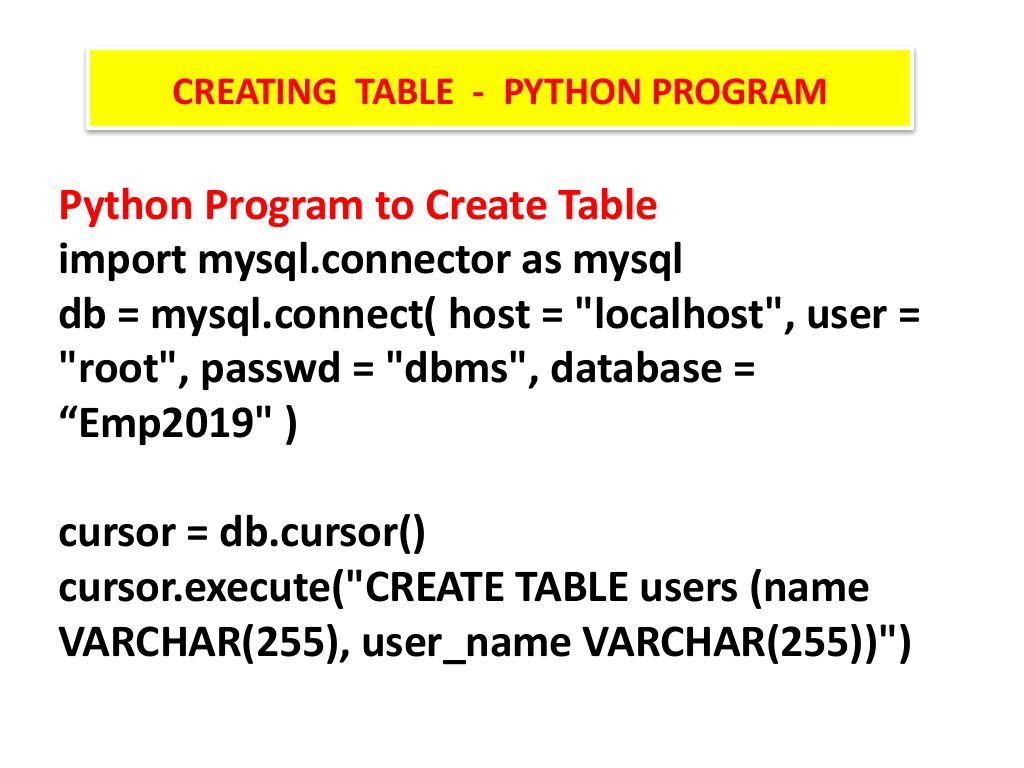 CREATING  TABLE  -  PYTHON PROGRAM
Python Program to Create Table
import mysql.connector as mysql
db = mysql.connect( host = "localhost", user =
"root", passwd = "dbms", database =
“Emp2019" )
cursor = db.cursor()
cursor.execute("CREATE TABLE users (name
VARCHAR(255), user_name VARCHAR(255))")